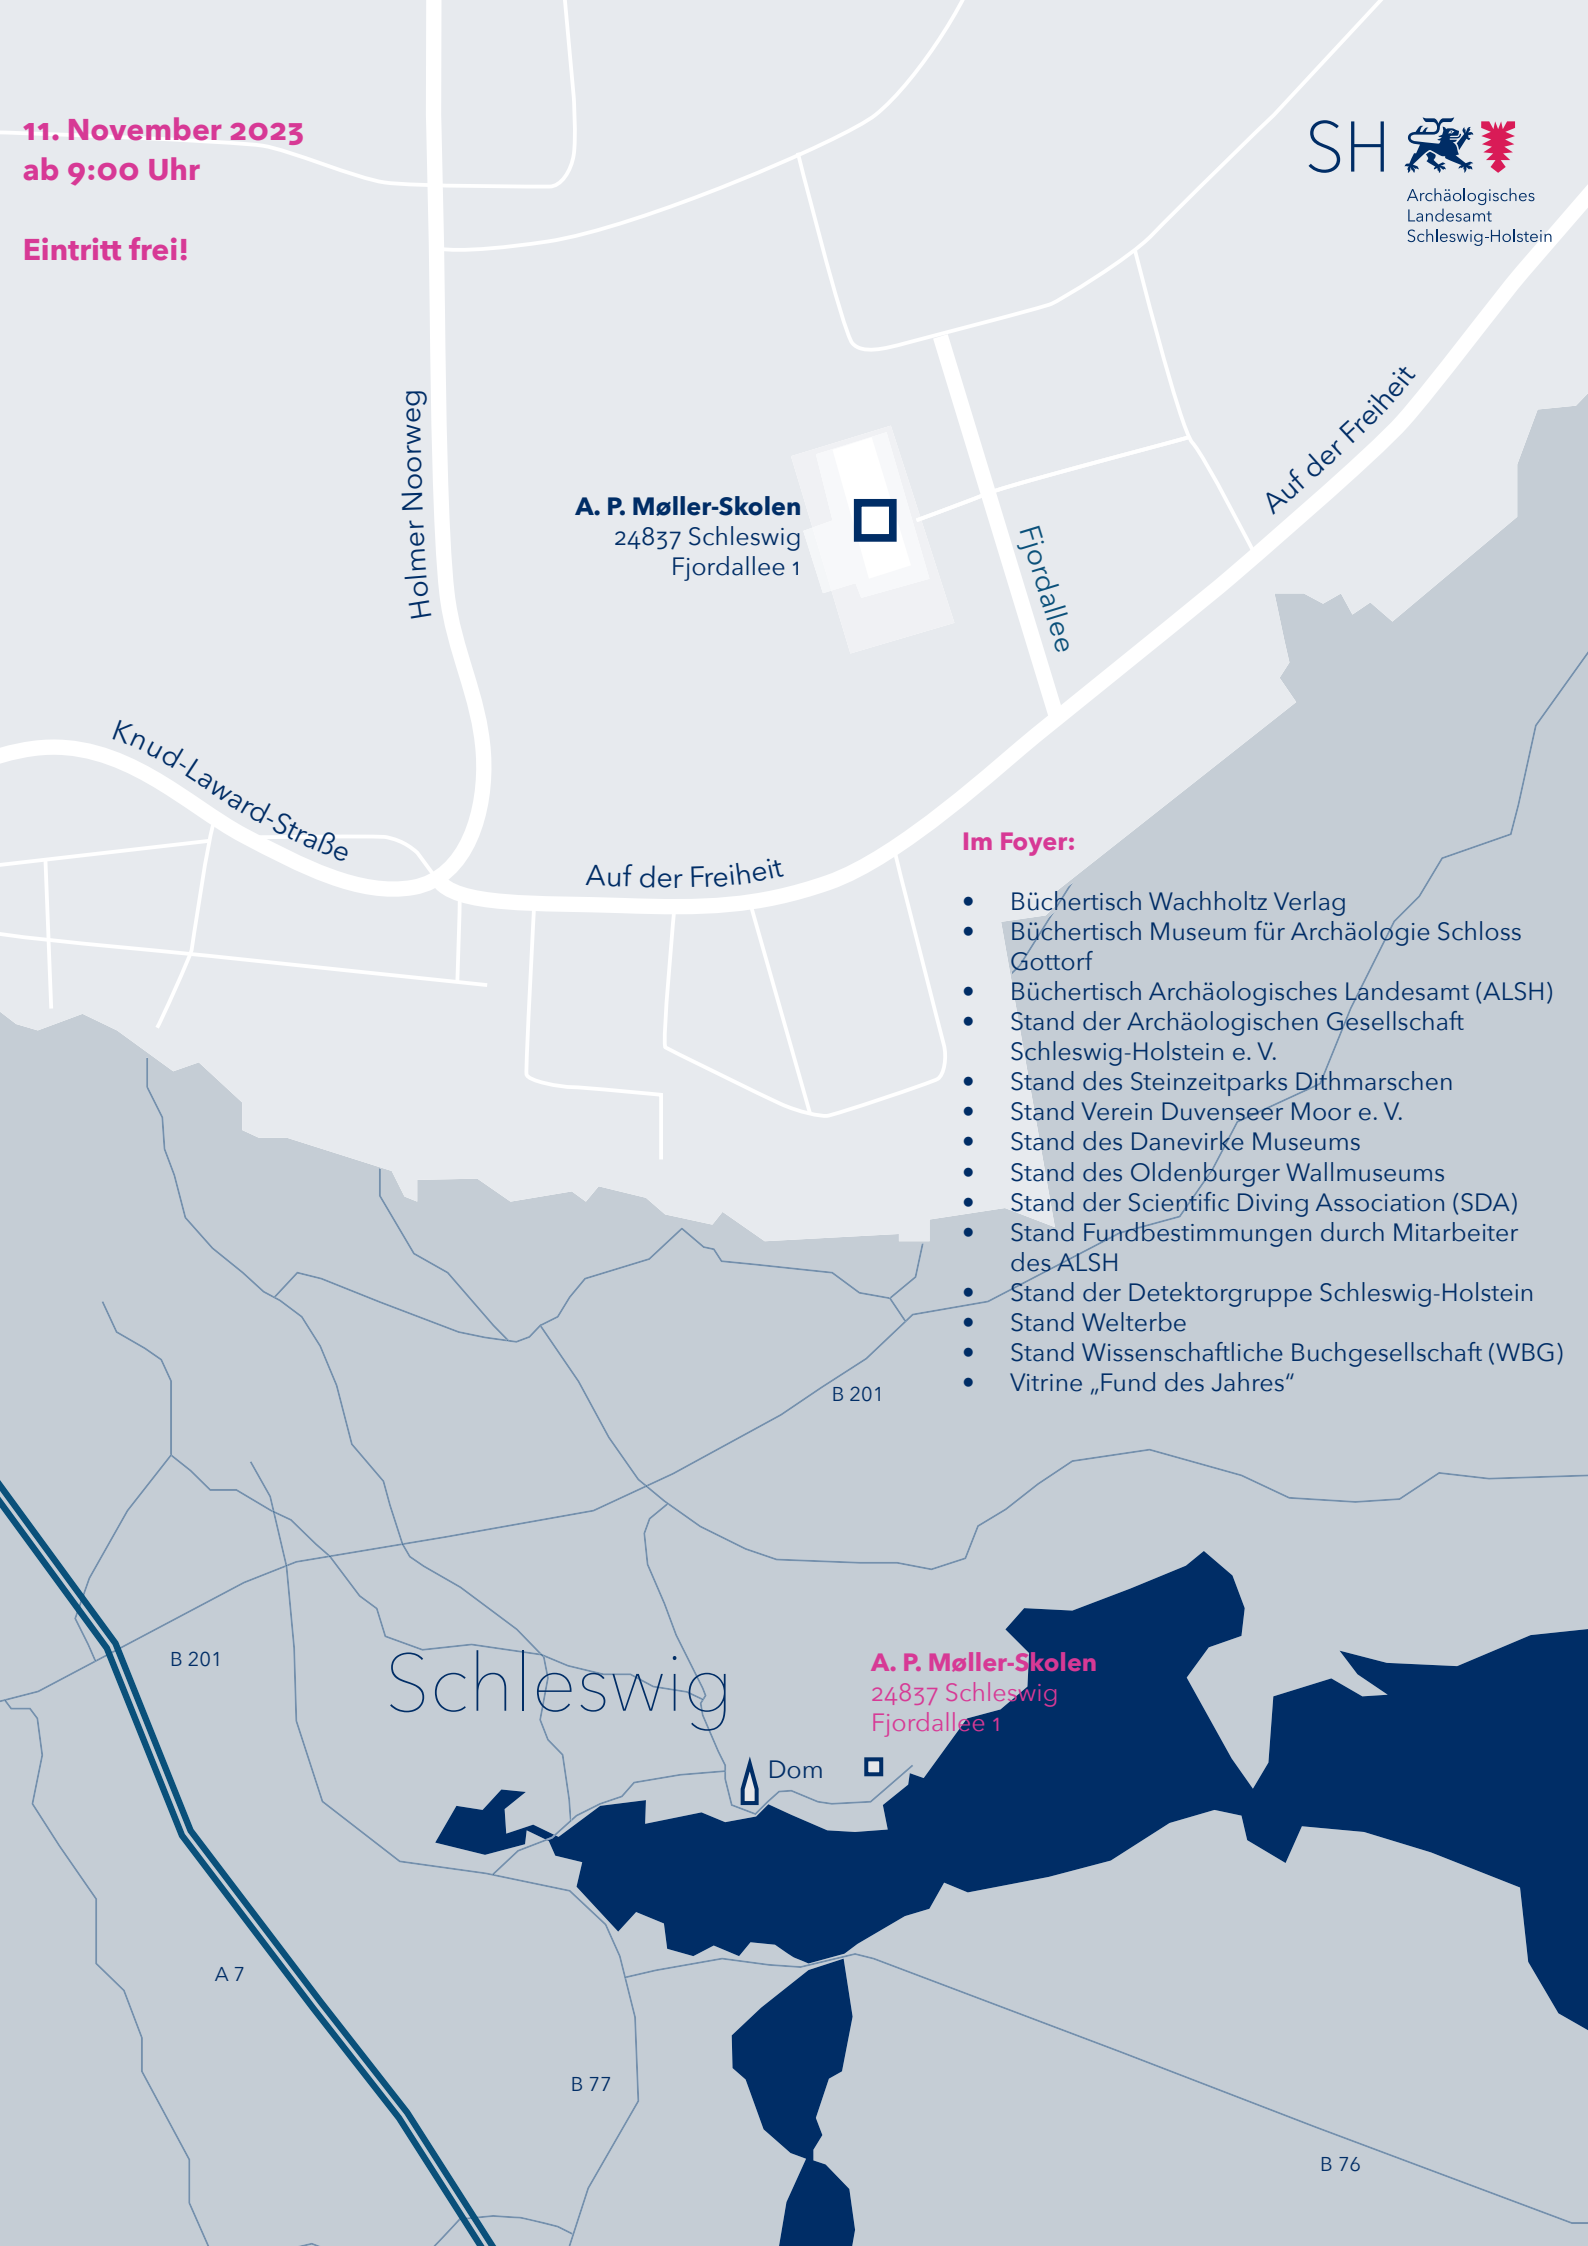 11. November 2023
ab 9:00 Uhr
Eintritt frei!
SH
Archäologisches
Landesamt
Schleswig-Holstein
Holmer Noorweg
Auf der Freiheit
A. P. Møller-Skolen
24837 Schleswig
Fjordallee 1
Fjordallee
Knud-Laward-Straße
Auf der Freiheit
Im Foyer:
• Büchertisch Wachholtz Verlag
• Büchertisch Museum für Archäologie Schloss
Gottorf
• Büchertisch Archäologisches Landesamt (ALSH)
• Stand der Archäologischen Gesellschaft
Schleswig-Holstein e. V.
• Stand des Steinzeitparks Dithmarschen
• Stand Verein Duvenseer Moor e. V.
• Stand des Danevirke Museums
• Stand des Oldenburger Wallmuseums
• Stand der Scientific Diving Association (SDA)
• Stand Fundbestimmungen durch Mitarbeiter
des ALSH
• Stand der Detektorgruppe Schleswig-Holstein
• Stand Welterbe
• Stand Wissenschaftliche Buchgesellschaft (WBG)
• Vitrine „Fund des Jahres“
B 201
B 201
Schleswig
A. P. Møller-Skolen
24837 Schleswig
Fjordallee 1
Dom
A 7
B 77
B 76